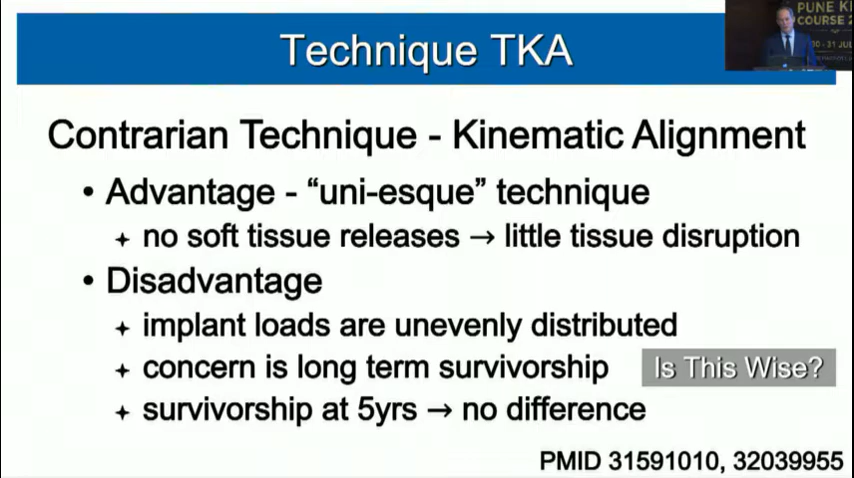 Technique TKA
PUNE
COURSE
Contrarian Technique - Kinematic Alignment
• Advantage - “uni-esque” technique
+ no soft tissue releases → little tissue disruption
• Disadvantage
+ implant loads are unevenly distributed
+ concern is long term survivorship
Is This Wise?
+ survivorship at 5yrs → no difference
PMID 31591010, 32039955